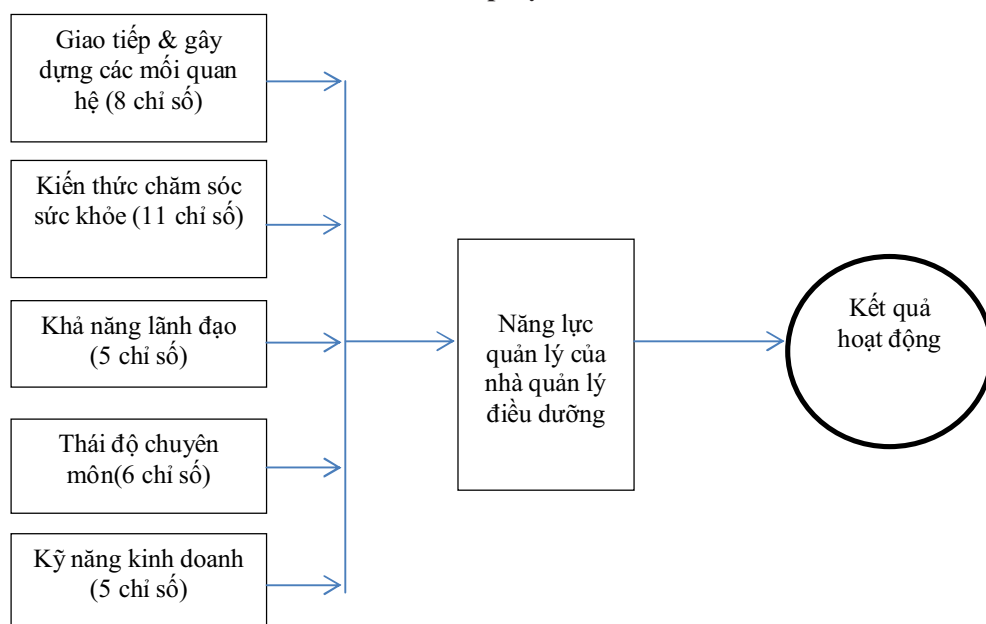 Giao tiếp & gây
dựng các mối quan
hệ (8 chỉ số)
Kiến thức chăm sóc
sức khỏe (11 chỉ số)
Khả năng lãnh đạo
(5 chỉ số)
Thái độ chuyên
môn(6 chỉ số)
Kỹ năng kinh doanh
(5 chỉ số)
Năng lực
quản lý của
nhà quản lý
điều dưỡng
Kết quả
hoạt động